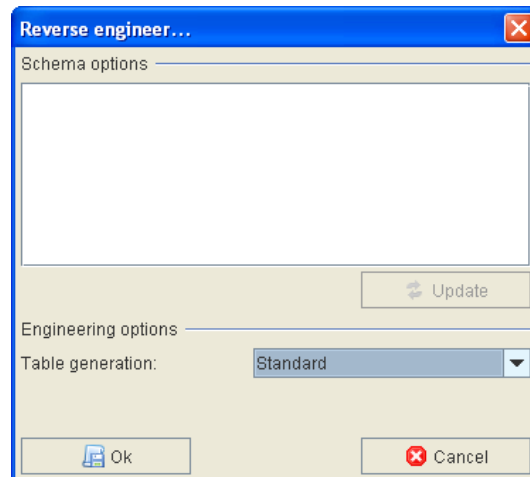 Reverse engineer...
Schema options
Update
Engineering options
Table generation: Standard
Ok Cancel